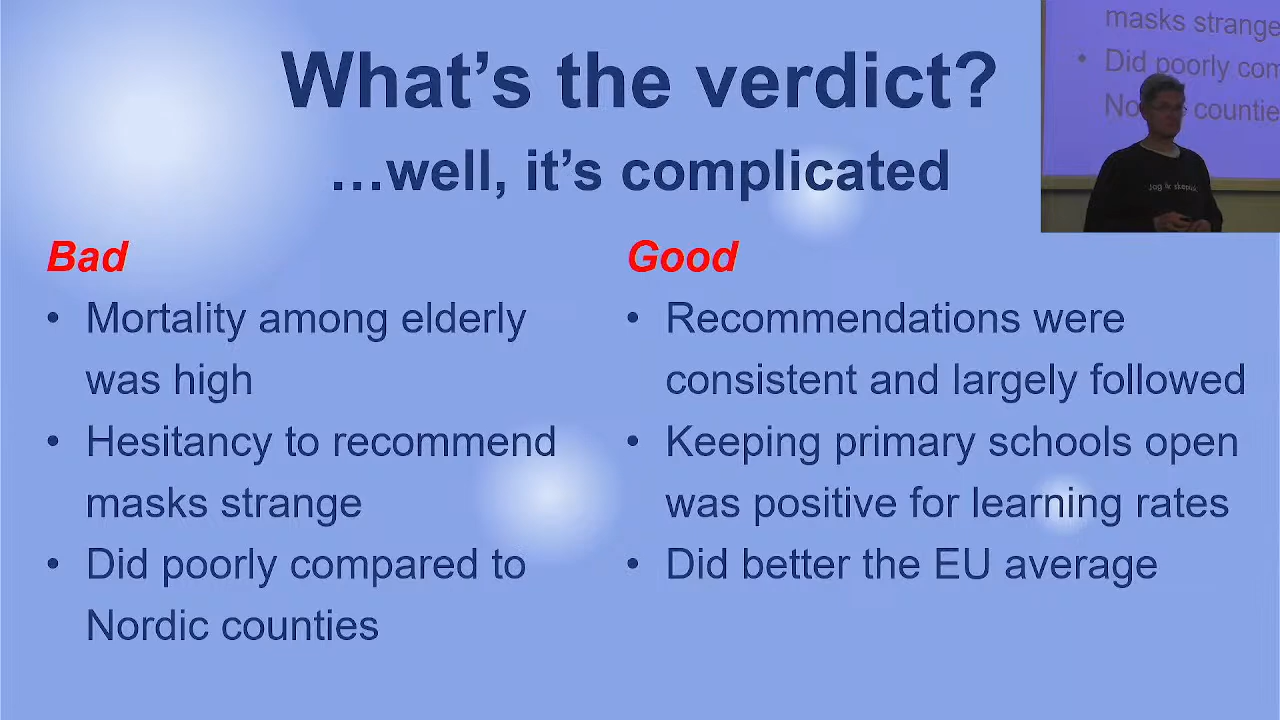 What's the verdict?
…well, it's complicated
Bad
• Mortality among elderly
was high
• Hesitancy to recommend
masks strange
• Did poorly compared to
Nordic counties
Good
• Recommendations were
consistent and largely followed
• Keeping primary schools open
was positive for learning rates
• Did better the EU average
masks strange
• Did poorly com
counties